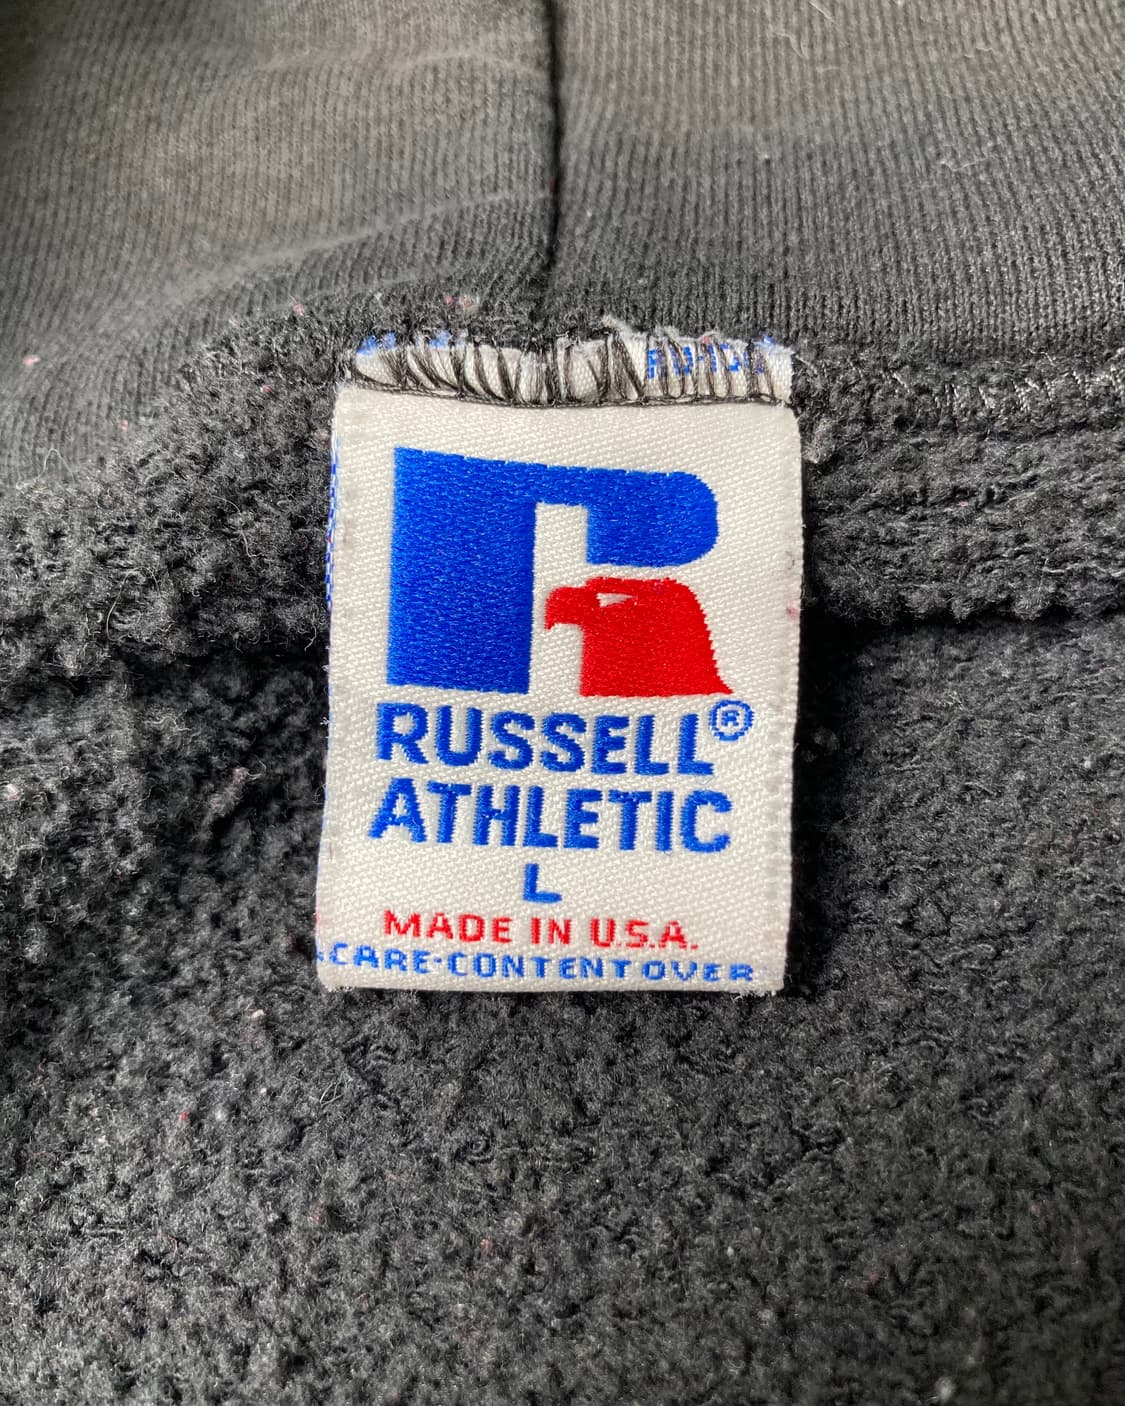 RUSSELL®
ATHLETIC
L
MADE IN U.S.A.
CARE·CONTENT OVER